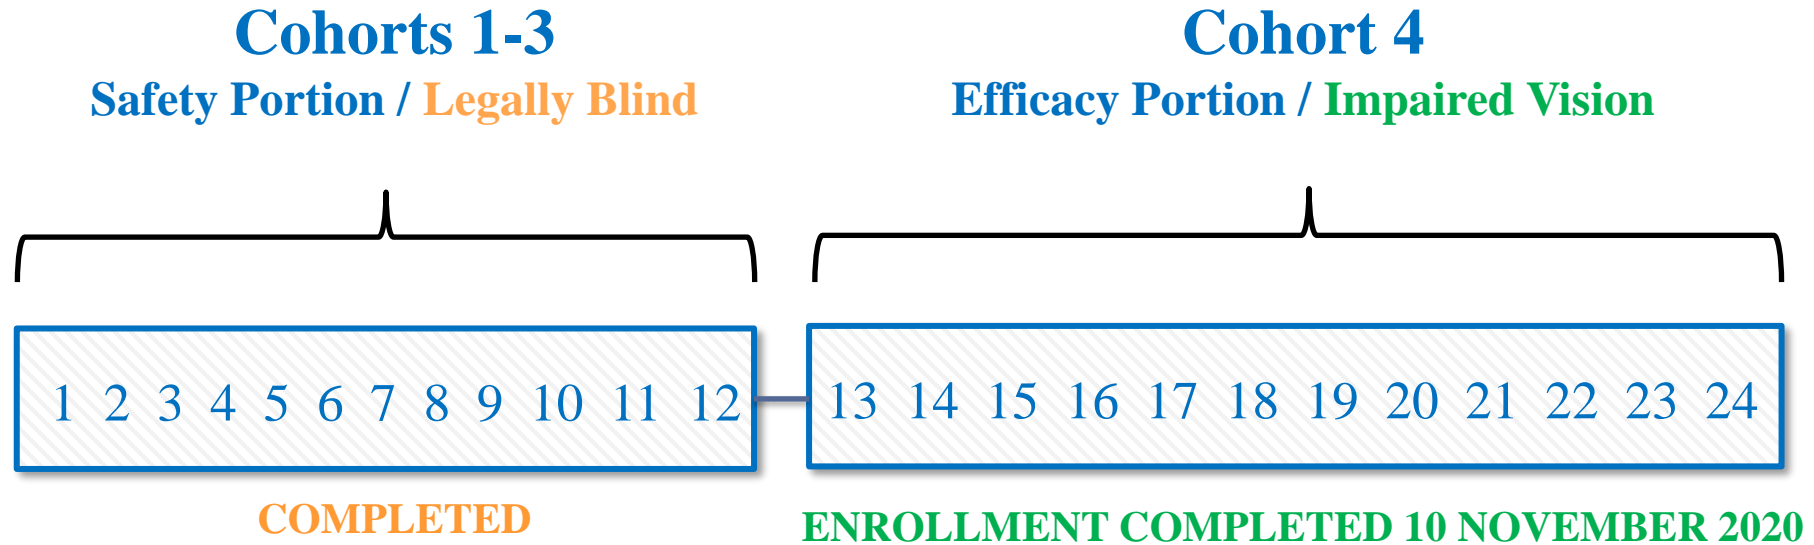 Cohorts 1-3
Safety Portion / Legally Blind
Cohort 4
Efficacy Portion / Impaired Vision
1 2 3 4 5 6 7 8 9 10 11 12
13 14 15 16 17 18 19 20 21 22 23 24
COMPLETED
ENROLLMENT COMPLETED 10 NOVEMBER 2020